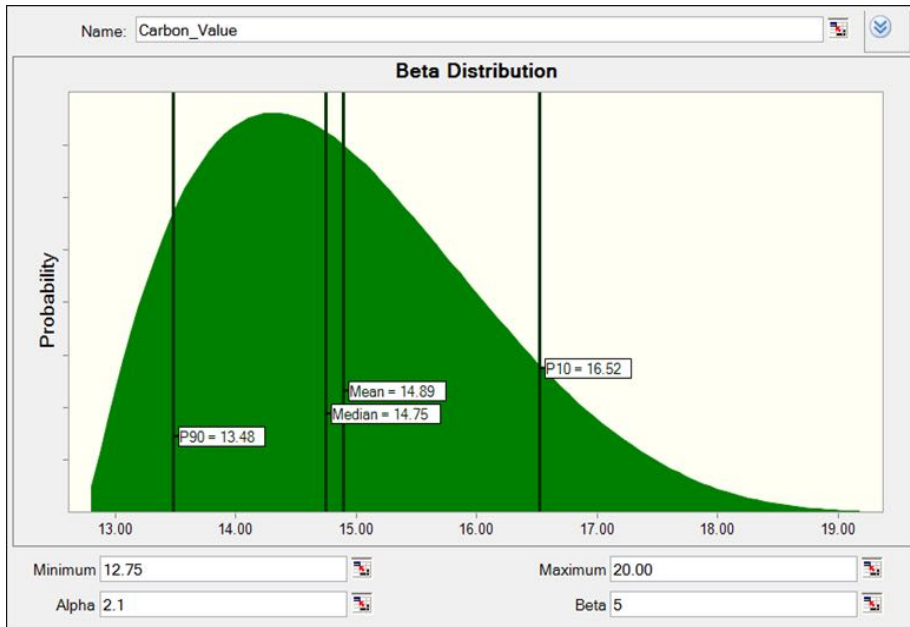 Name: Carbon_Value
Beta Distribution
Probability
P10 = 16.52
Mean = 14.89
Median = 14.75
P90 = 13.48
13.00 14.00 15.00 16.00 17.00 18.00 19.00
Minimum 12.75 Maximum 20.00
Alpha 2.1 Beta 5